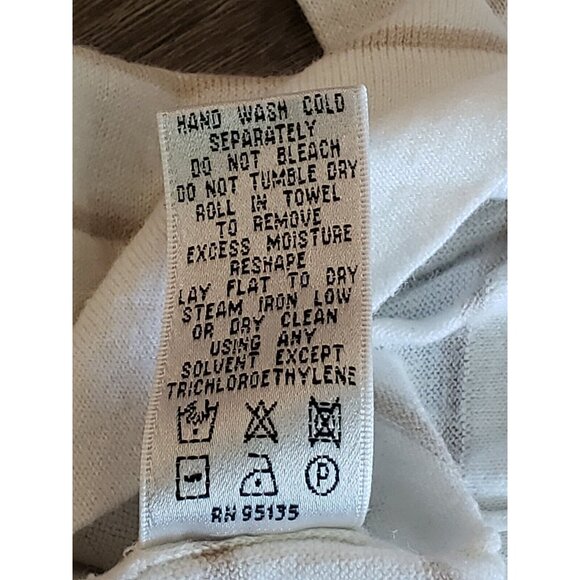 HAND WASH COLD
SEPARATELY
DO NOT BLEACH
DO NOT TUMBLE DRY
ROLL IN TOWEL
TO REMOVE
EXCESS MOISTURE
RESHAPE
LAY FLAT TO DRY
STEAM IRON LOW
OR DRY CLEAN
USING ANY
SOLVENT EXCEPT
TRICHLOROETHYLENE
P
RN 95135